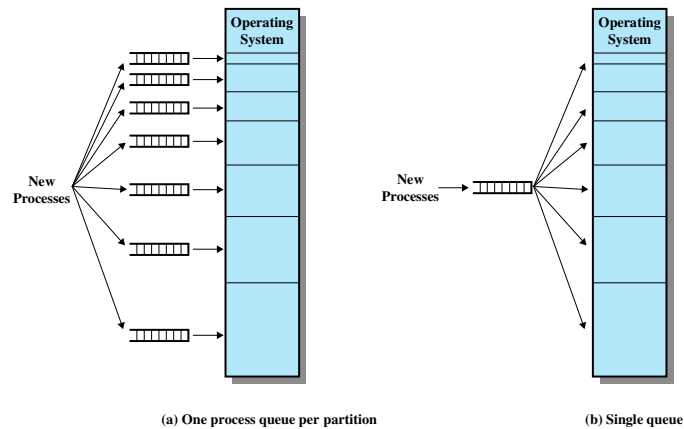 Operating
System
New
Processes
(a) One process queue per partition
Operating
System
New
Processes
(b) Single queue